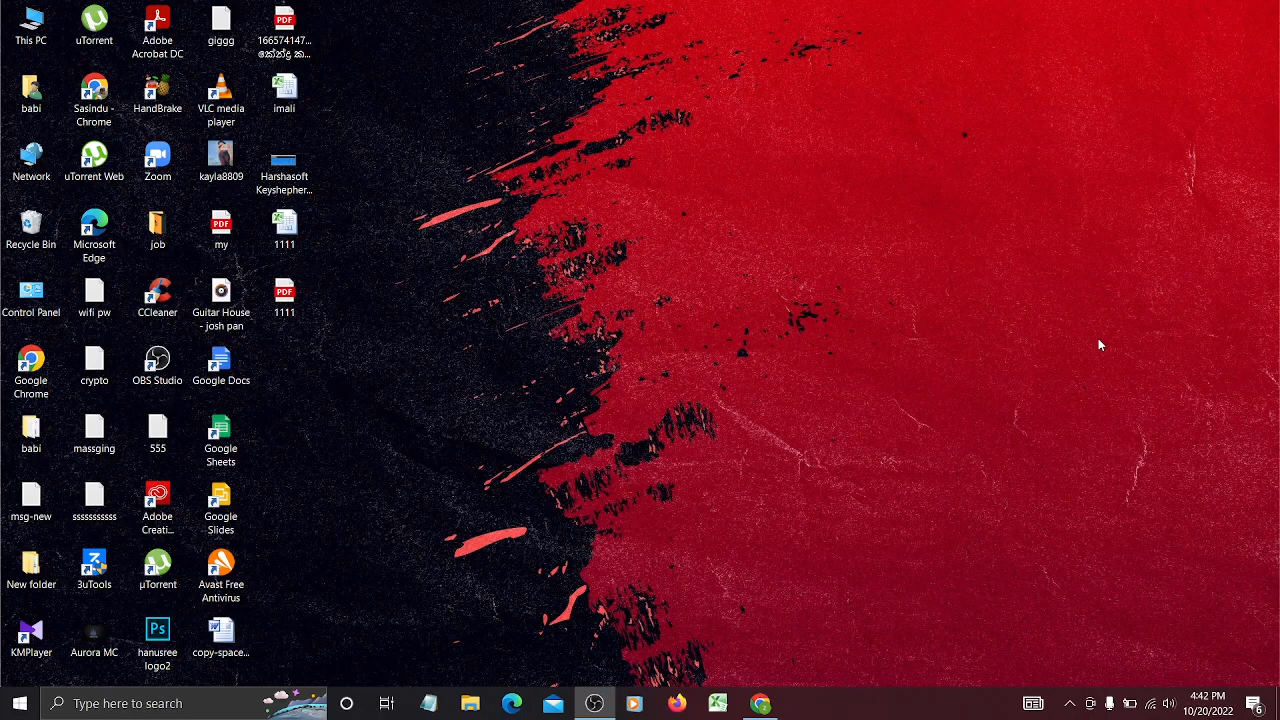 This PC
uTorrent
Adobe
Acrobat DC
giggg
166574147...
babi
Sasindu -
Chrome
HandBrake
VLC media
player
imali
Network
uTorrent Web
Zoom
kayla8809
Harshasoft
Keyshepher...
Recycle Bin
Microsoft
Edge
job
my
1111
Control Panel
wifi pw
CCleaner
Guitar House
- josh pan
1111
Google
Chrome
crypto
OBS Studio
Google Docs
babi
massging
555
Google
Sheets
msg-new
ssssssssss
Adobe
Creati...
Google
Slides
New folder
3uTools
µTorrent
Avast Free
Antivirus
KMPlayer
Aurora MC
hanusree
logo2
copy-space...
Type here to search
4:42 PM
10/20/2022
6
PDF
PDF
PDF
Ps